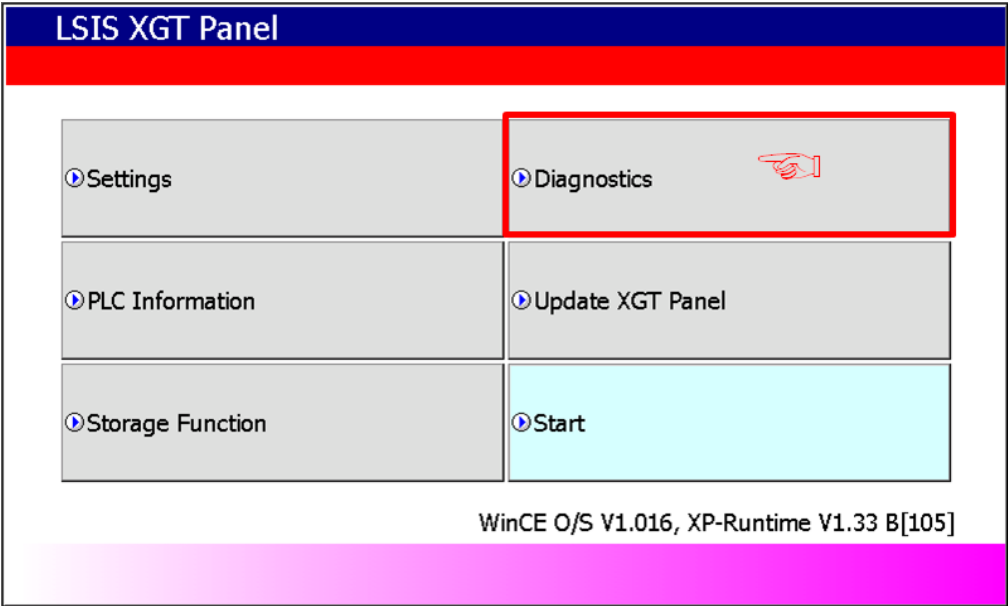 LSIS XGT Panel
Settings
Diagnostics
PLC Information
Update XGT Panel
Storage Function
Start
WinCE O/S V1.016, XP-Runtime V1.33 B[105]